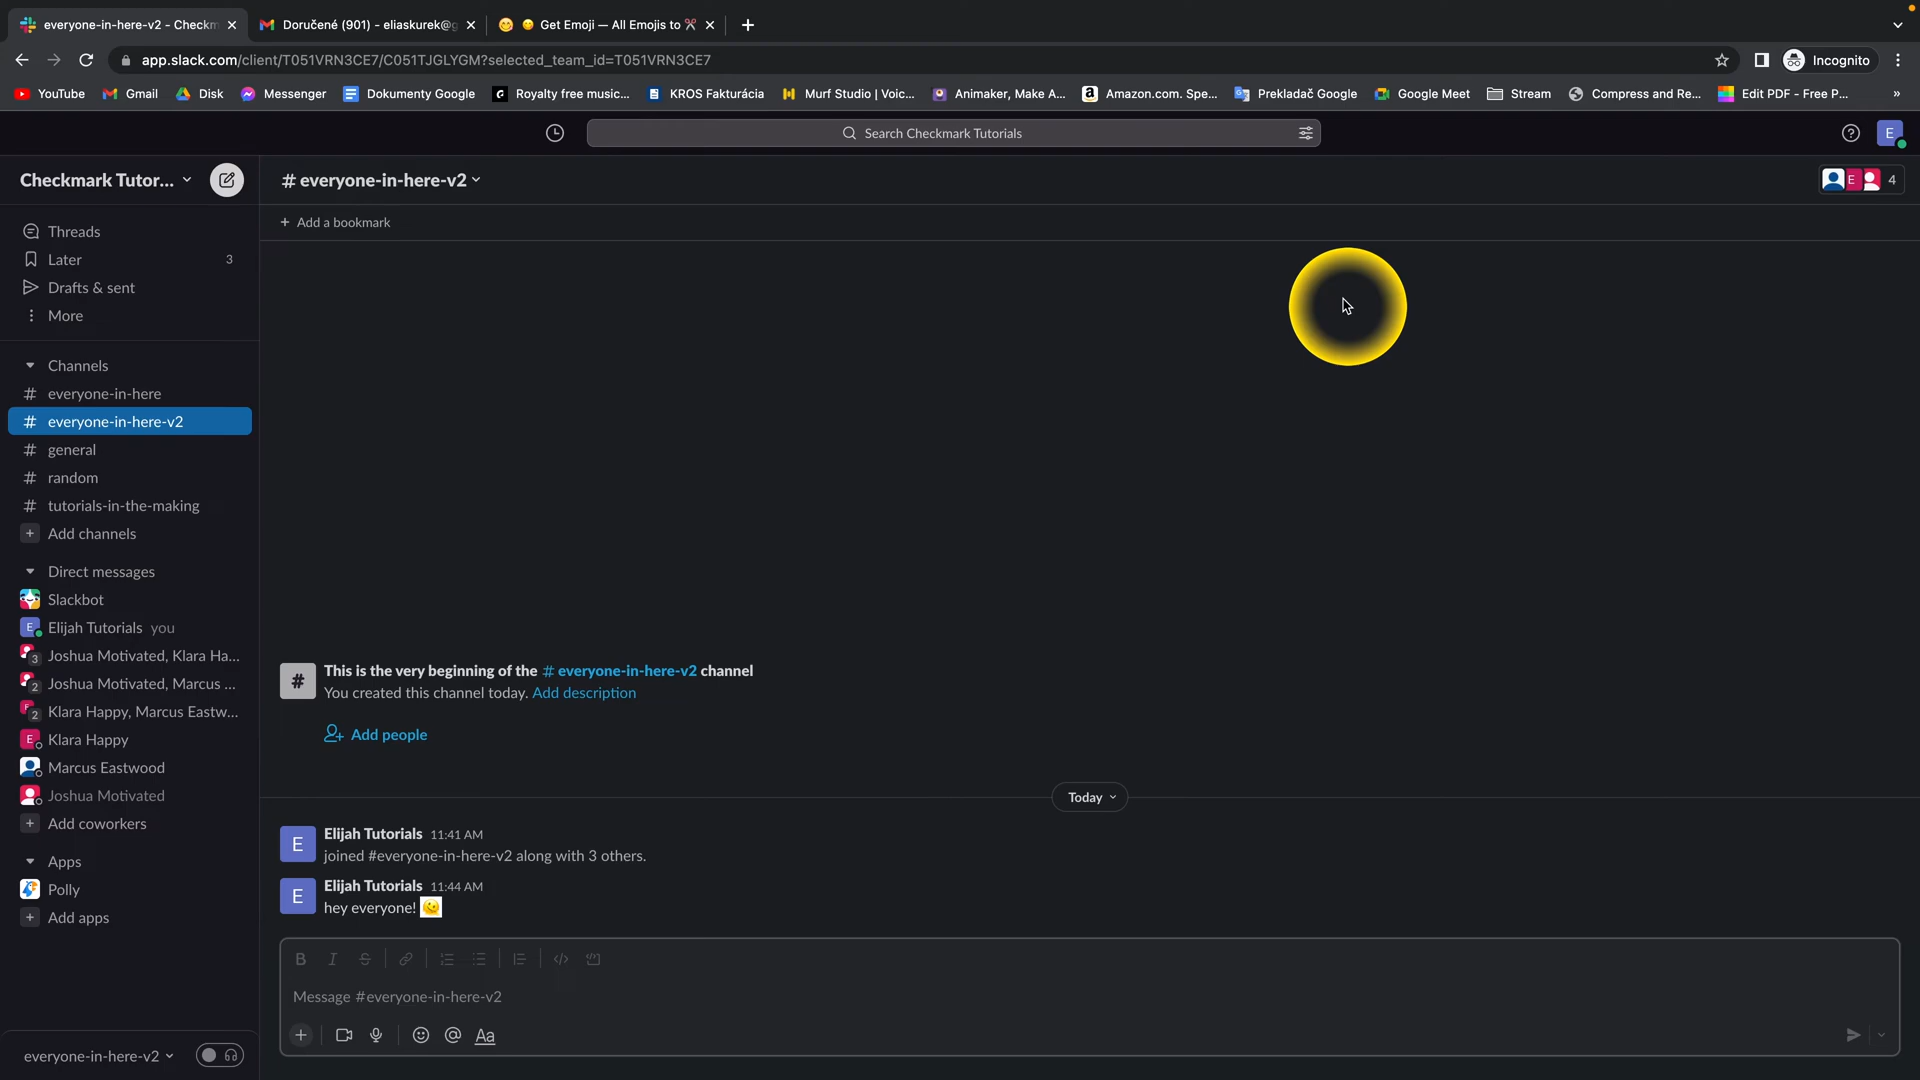 everyone-in-here-v2 - Checkm
Doručené (901) - eliaskurek@g
Get Emoji — All Emojis to
app.slack.com/client/T051VRN3CE7/C051TJGLYGM?selected_team_id=T051VRN3CE7
Incognito
YouTube
Gmail
Disk
Messenger
Dokumenty Google
Royalty free music...
KROS Fakturácia
Murf Studio | Voic...
Animaker, Make A...
Amazon.com. Spe...
Prekladač Google
Google Meet
Stream
Compress and Re...
Edit PDF - Free P...
»
Search Checkmark Tutorials
E
Checkmark Tutor...
# everyone-in-here-v2
E
4
+ Add a bookmark
Threads
Later 3
Drafts & sent
More
Channels
# everyone-in-here
# everyone-in-here-v2
# general
# random
# tutorials-in-the-making
+ Add channels
Direct messages
Slackbot
E Elijah Tutorials you
3 Joshua Motivated, Klara Ha...
2 Joshua Motivated, Marcus ...
2 Klara Happy, Marcus Eastw...
E Klara Happy
Marcus Eastwood
Joshua Motivated
+ Add coworkers
Apps
Polly
+ Add apps
everyone-in-here-v2
#
This is the very beginning of the # everyone-in-here-v2 channel
You created this channel today. Add description
Add people
Today
E
Elijah Tutorials 11:41 AM
joined #everyone-in-here-v2 along with 3 others.
E
Elijah Tutorials 11:44 AM
hey everyone!
B I S
Message #everyone-in-here-v2
+ @ Aa